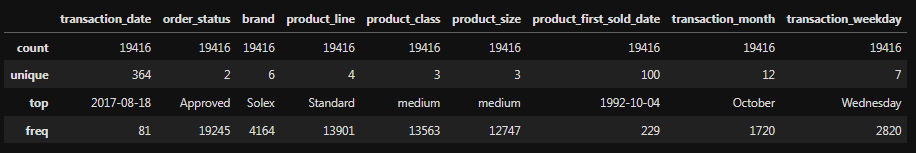 transaction_date order_status brand product_line product_class product_size product_first_sold_date transaction_month transaction_weekday
count 19416 19416 19416 19416 19416 19416 19416 19416 19416
unique 364 2 6 4 3 3 100 12 7
top 2017-08-18 Approved Solex Standard medium medium 1992-10-04 October Wednesday
freq 81 19245 4164 13901 13563 12747 229 1720 2820